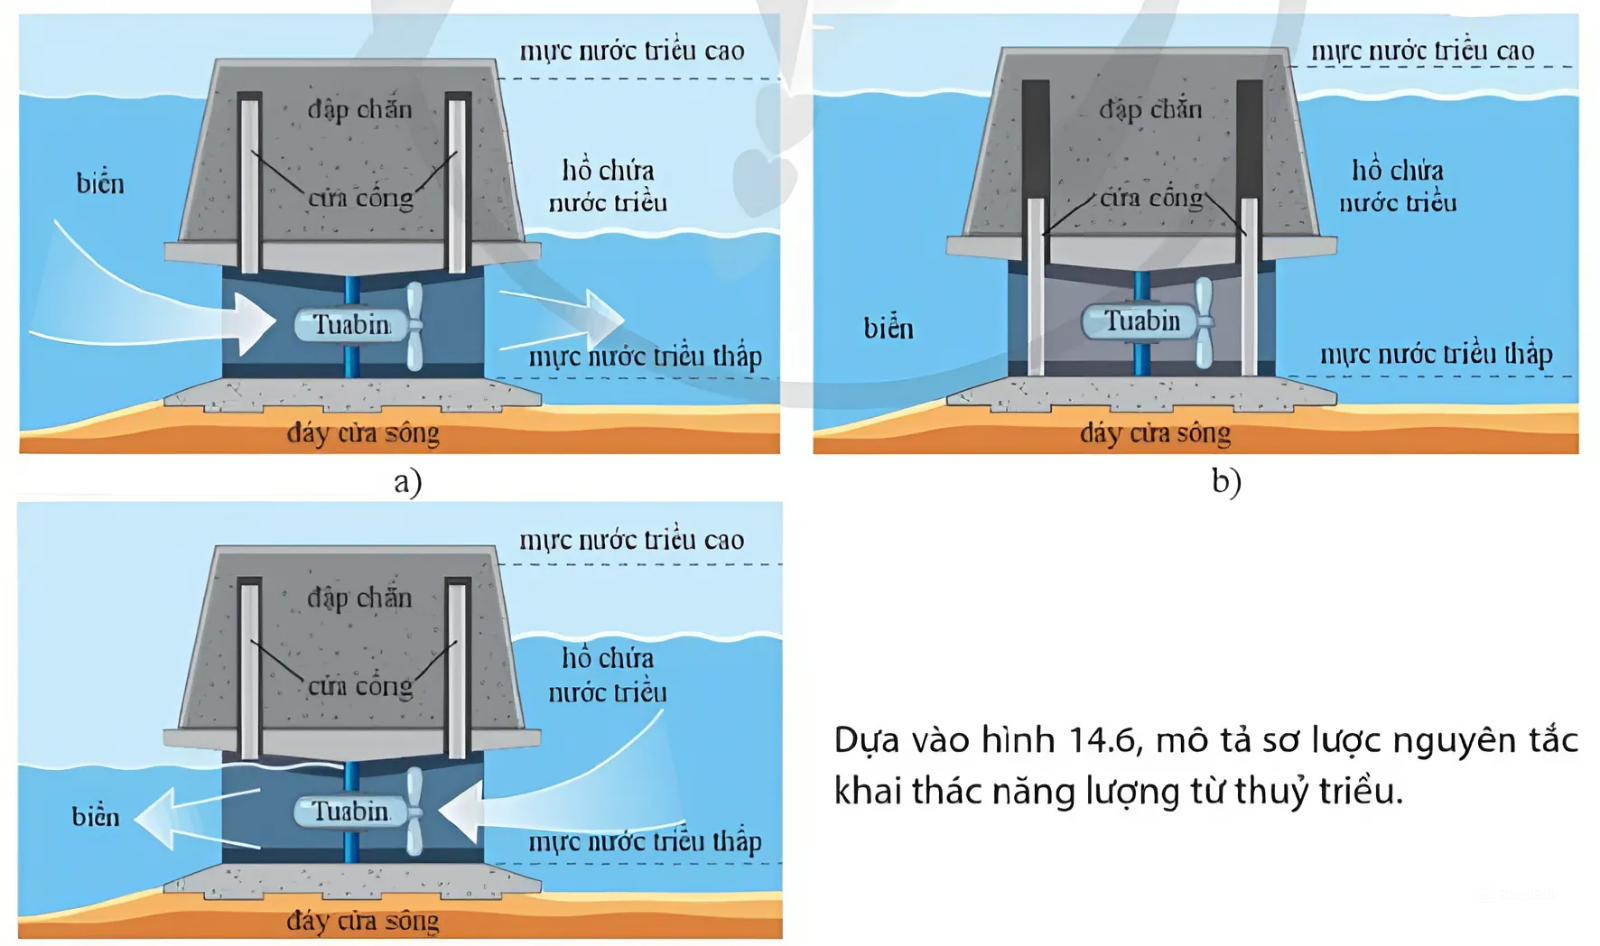 mực nước triều cao
đập chắn
biển
cửa cống
hồ chứa
nước triều
Tuabin
mực nước triều thấp
đáy cửa sông
a)
mực nước triều cao
đập chắn
cửa cống
hồ chứa
nước triều
biển
Tuabin
mực nước triều thấp
đáy cửa sông
b)
mực nước triều cao
đập chắn
cửa cống
hồ chứa
nước triều
biển
Tuabin
mực nước triều thấp
đáy cửa sông
Dựa vào hình 14.6, mô tả sơ lược nguyên tắc
khai thác năng lượng từ thuỷ triều.